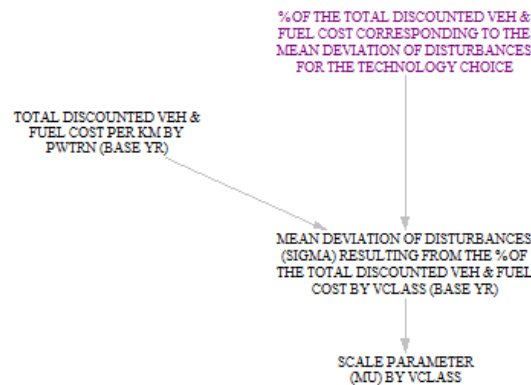 % OF THE TOTAL DISCOUNTED VEH &
FUEL COST CORRESPONDING TO THE
MEAN DEVIATION OF DISTURBANCES
FOR THE TECHNOLOGY CHOICE
TOTAL DISCOUNTED VEH &
FUEL COST PER KM BY
PWTRN (BASE YR)
MEAN DEVIATION OF DISTURBANCES
(SIGMA) RESULTING FROM THE % OF
THE TOTAL DISCOUNTED VEH & FUEL
COST BY VCLASS (BASE YR)
SCALE PARAMETER
(MU) BY VCLASS